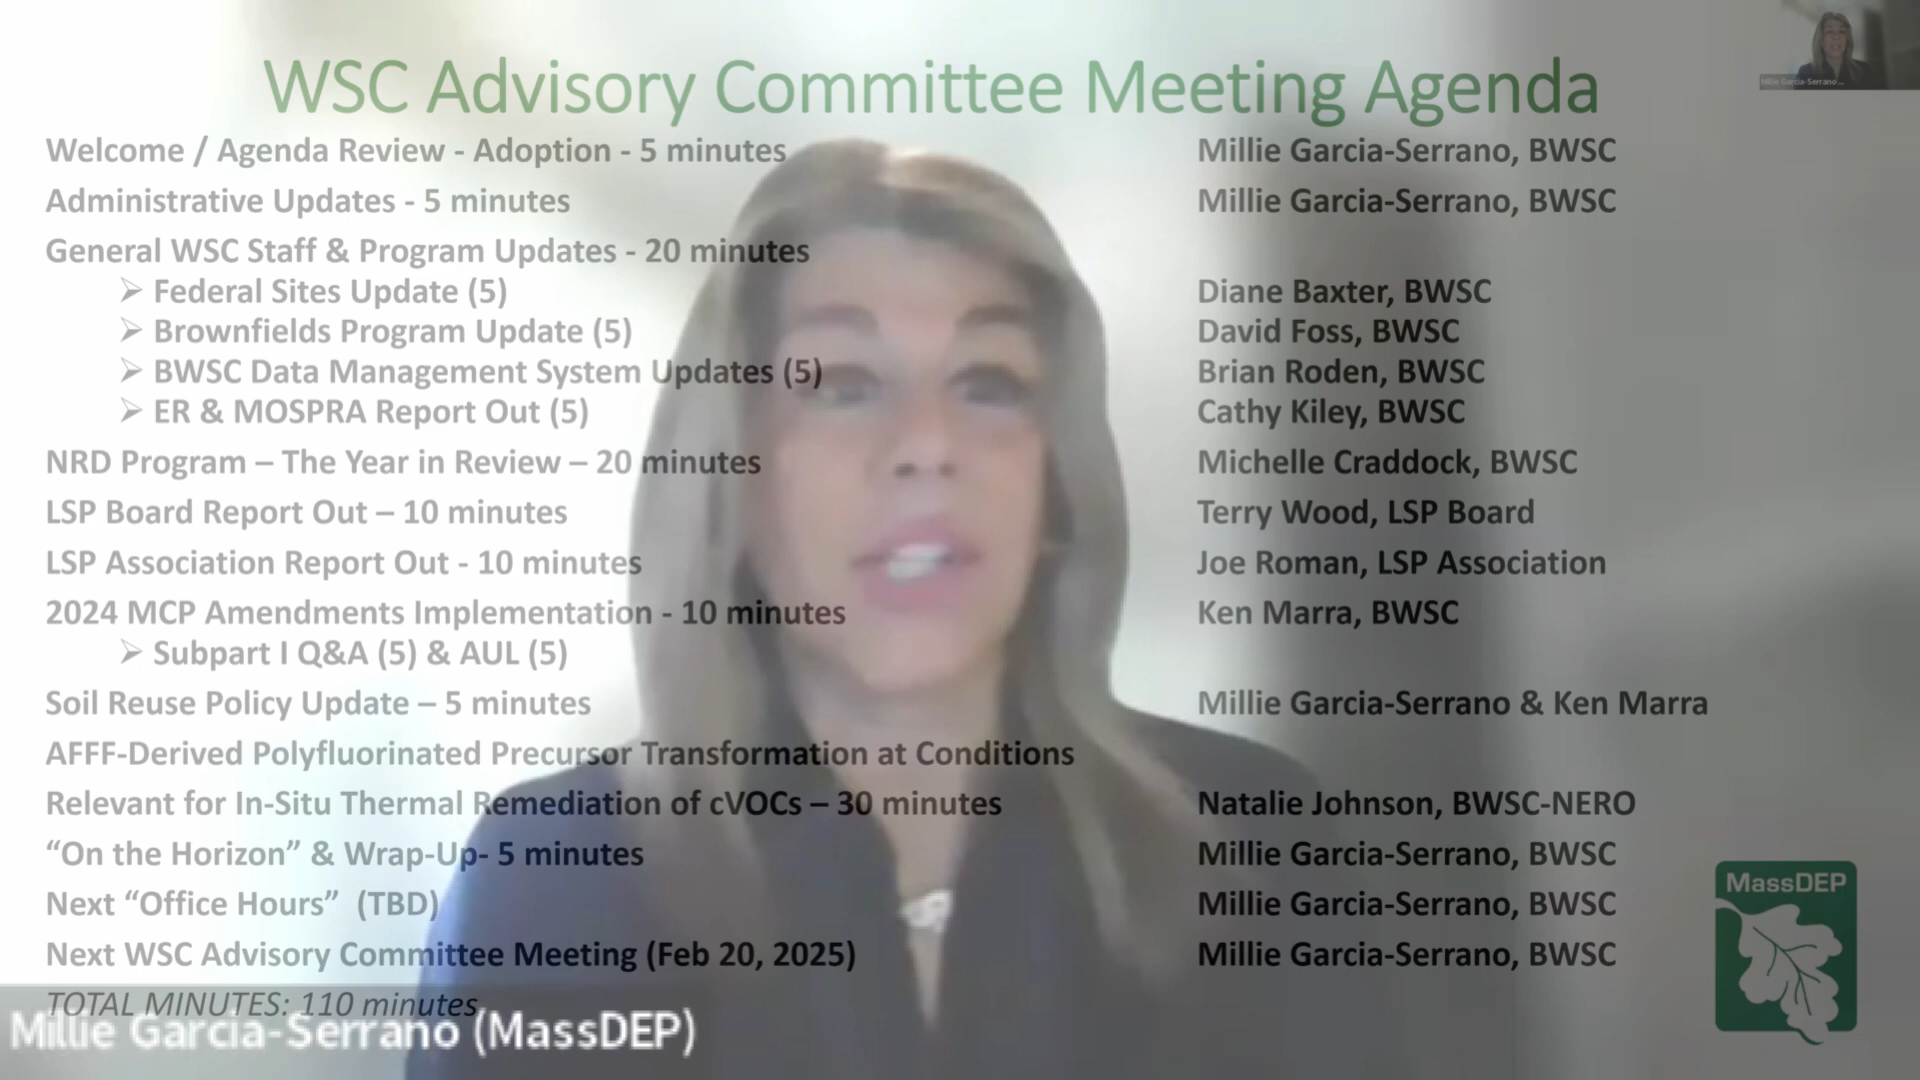 WSC Advisory Committee Meeting Agenda
Millie Garcia-Serrano ...
Welcome / Agenda Review - Adoption - 5 minutes Millie Garcia-Serrano, BWSC
Administrative Updates - 5 minutes Millie Garcia-Serrano, BWSC
General WSC Staff & Program Updates - 20 minutes
➢ Federal Sites Update (5) Diane Baxter, BWSC
➢ Brownfields Program Update (5) David Foss, BWSC
➢ BWSC Data Management System Updates (5) Brian Roden, BWSC
➢ ER & MOSPRA Report Out (5) Cathy Kiley, BWSC
NRD Program – The Year in Review – 20 minutes Michelle Craddock, BWSC
LSP Board Report Out – 10 minutes Terry Wood, LSP Board
LSP Association Report Out - 10 minutes Joe Roman, LSP Association
2024 MCP Amendments Implementation - 10 minutes Ken Marra, BWSC
➢ Subpart I Q&A (5) & AUL (5)
Soil Reuse Policy Update – 5 minutes Millie Garcia-Serrano & Ken Marra
AFFF-Derived Polyfluorinated Precursor Transformation at Conditions
Relevant for In-Situ Thermal Remediation of cVOCs – 30 minutes Natalie Johnson, BWSC-NERO
“On the Horizon” & Wrap-Up- 5 minutes Millie Garcia-Serrano, BWSC
Next “Office Hours” (TBD) Millie Garcia-Serrano, BWSC
Next WSC Advisory Committee Meeting (Feb 20, 2025) Millie Garcia-Serrano, BWSC
MassDEP
TOTAL MINUTES: 110 minutes
Millie Garcia-Serrano (MassDEP)